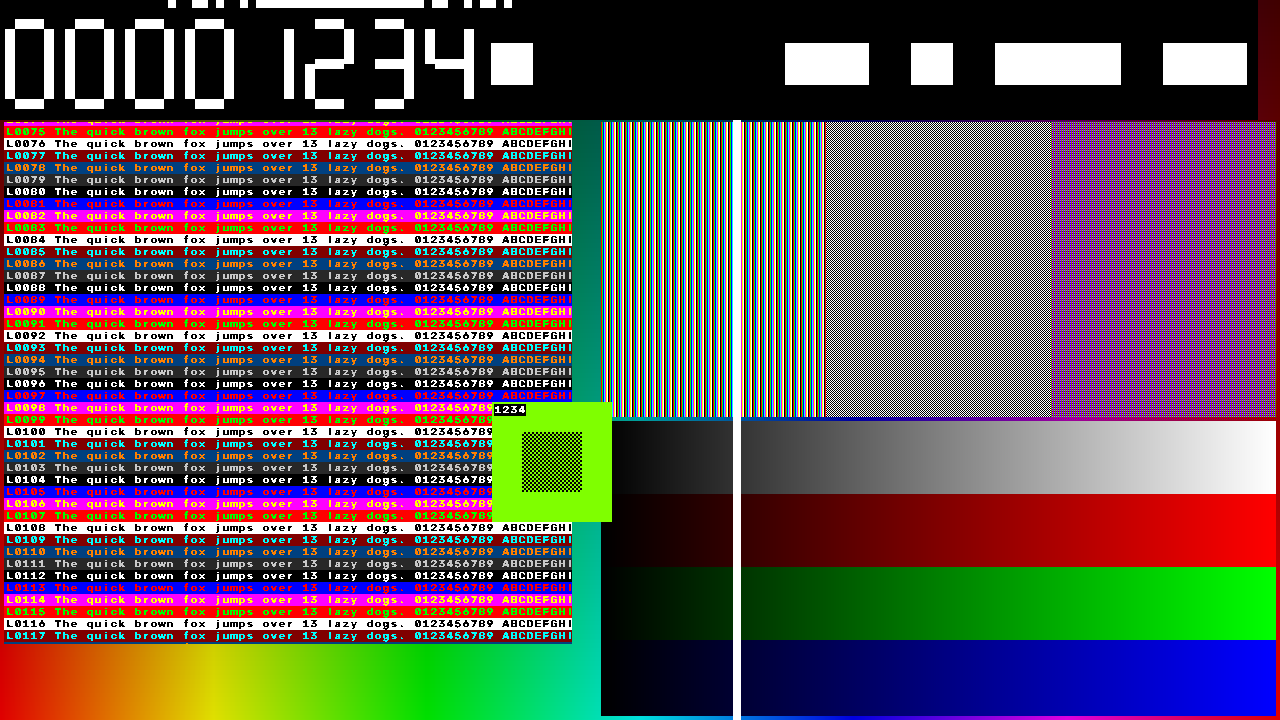 00001234
L0075 The quick brown fox jumps over 13 lazy dogs. 0123456789 ABCDEFGHI
L0076 The quick brown fox jumps over 13 lazy dogs. 0123456789 ABCDEFGHI
L0077 The quick brown fox jumps over 13 lazy dogs. 0123456789 ABCDEFGHI
L0078 The quick brown fox jumps over 13 lazy dogs. 0123456789 ABCDEFGHI
L0079 The quick brown fox jumps over 13 lazy dogs. 0123456789 ABCDEFGHI
L0080 The quick brown fox jumps over 13 lazy dogs. 0123456789 ABCDEFGHI
L0081 The quick brown fox jumps over 13 lazy dogs. 0123456789 ABCDEFGHI
L0082 The quick brown fox jumps over 13 lazy dogs. 0123456789 ABCDEFGHI
L0083 The quick brown fox jumps over 13 lazy dogs. 0123456789 ABCDEFGHI
L0084 The quick brown fox jumps over 13 lazy dogs. 0123456789 ABCDEFGHI
L0085 The quick brown fox jumps over 13 lazy dogs. 0123456789 ABCDEFGHI
L0086 The quick brown fox jumps over 13 lazy dogs. 0123456789 ABCDEFGHI
L0087 The quick brown fox jumps over 13 lazy dogs. 0123456789 ABCDEFGHI
L0088 The quick brown fox jumps over 13 lazy dogs. 0123456789 ABCDEFGHI
L0089 The quick brown fox jumps over 13 lazy dogs. 0123456789 ABCDEFGHI
L0090 The quick brown fox jumps over 13 lazy dogs. 0123456789 ABCDEFGHI
L0091 The quick brown fox jumps over 13 lazy dogs. 0123456789 ABCDEFGHI
L0092 The quick brown fox jumps over 13 lazy dogs. 0123456789 ABCDEFGHI
L0093 The quick brown fox jumps over 13 lazy dogs. 0123456789 ABCDEFGHI
L0094 The quick brown fox jumps over 13 lazy dogs. 0123456789 ABCDEFGHI
L0095 The quick brown fox jumps over 13 lazy dogs. 0123456789 ABCDEFGHI
L0096 The quick brown fox jumps over 13 lazy dogs. 0123456789 ABCDEFGHI
L0097 The quick brown fox jumps over 13 lazy dogs. 0123456789 ABCDEFGHI
L0098 The quick brown fox jumps over 13 lazy dogs. 0123456789
1234
L0099 The quick brown fox jumps over 13 lazy dogs. 0123456789
L0100 The quick brown fox jumps over 13 lazy dogs. 0123456789
L0101 The quick brown fox jumps over 13 lazy dogs. 0123456789
L0102 The quick brown fox jumps over 13 lazy dogs. 0123456789
L0103 The quick brown fox jumps over 13 lazy dogs. 0123456789
L0104 The quick brown fox jumps over 13 lazy dogs. 0123456789
L0105 The quick brown fox jumps over 13 lazy dogs. 0123456789
L0106 The quick brown fox jumps over 13 lazy dogs. 0123456789
L0107 The quick brown fox jumps over 13 lazy dogs. 0123456789
L0108 The quick brown fox jumps over 13 lazy dogs. 0123456789 ABCDEFGHI
L0109 The quick brown fox jumps over 13 lazy dogs. 0123456789 ABCDEFGHI
L0110 The quick brown fox jumps over 13 lazy dogs. 0123456789 ABCDEFGHI
L0111 The quick brown fox jumps over 13 lazy dogs. 0123456789 ABCDEFGHI
L0112 The quick brown fox jumps over 13 lazy dogs. 0123456789 ABCDEFGHI
L0113 The quick brown fox jumps over 13 lazy dogs. 0123456789 ABCDEFGHI
L0114 The quick brown fox jumps over 13 lazy dogs. 0123456789 ABCDEFGHI
L0115 The quick brown fox jumps over 13 lazy dogs. 0123456789 ABCDEFGHI
L0116 The quick brown fox jumps over 13 lazy dogs. 0123456789 ABCDEFGHI
L0117 The quick brown fox jumps over 13 lazy dogs. 0123456789 ABCDEFGHI